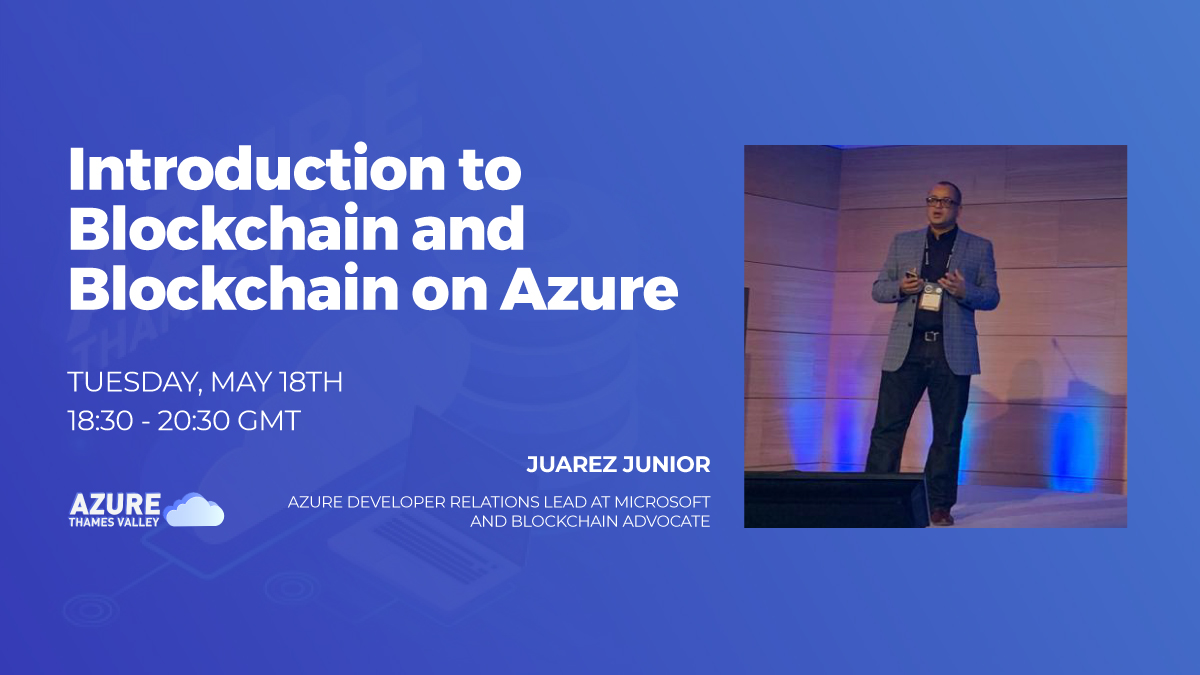 Introduction to
Blockchain and
Blockchain on Azure
TUESDAY, MAY 18TH
18:30 - 20:30 GMT
JUAREZ JUNIOR
AZURE DEVELOPER RELATIONS LEAD AT MICROSOFT
AND BLOCKCHAIN ADVOCATE
AZURE
THAMES VALLEY